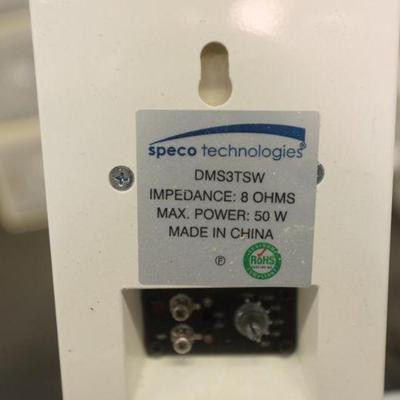 speco technologies®
DMS3TSW
IMPEDANCE: 8 OHMS
MAX. POWER: 50 W
MADE IN CHINA
P
RoHS